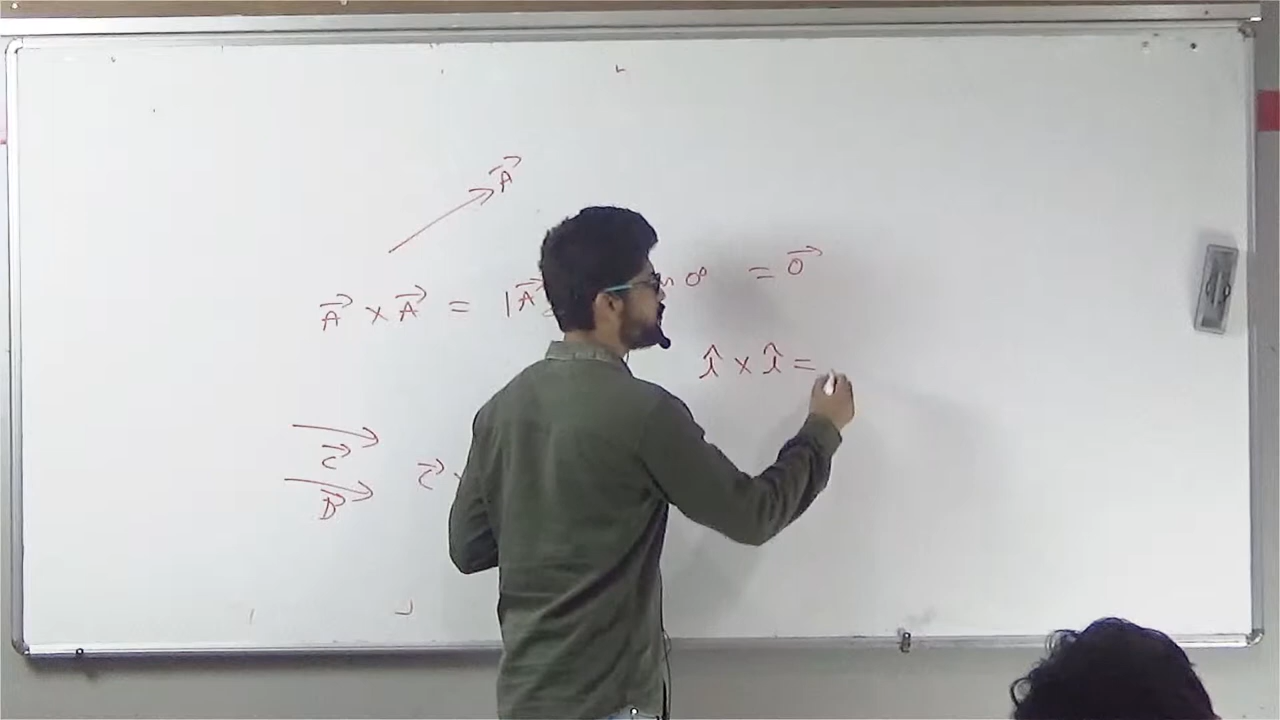 A⃗
A⃗ × A⃗ = |A⃗ n 0° = 0⃗
î × î =
C⃗
C⃗
D⃗